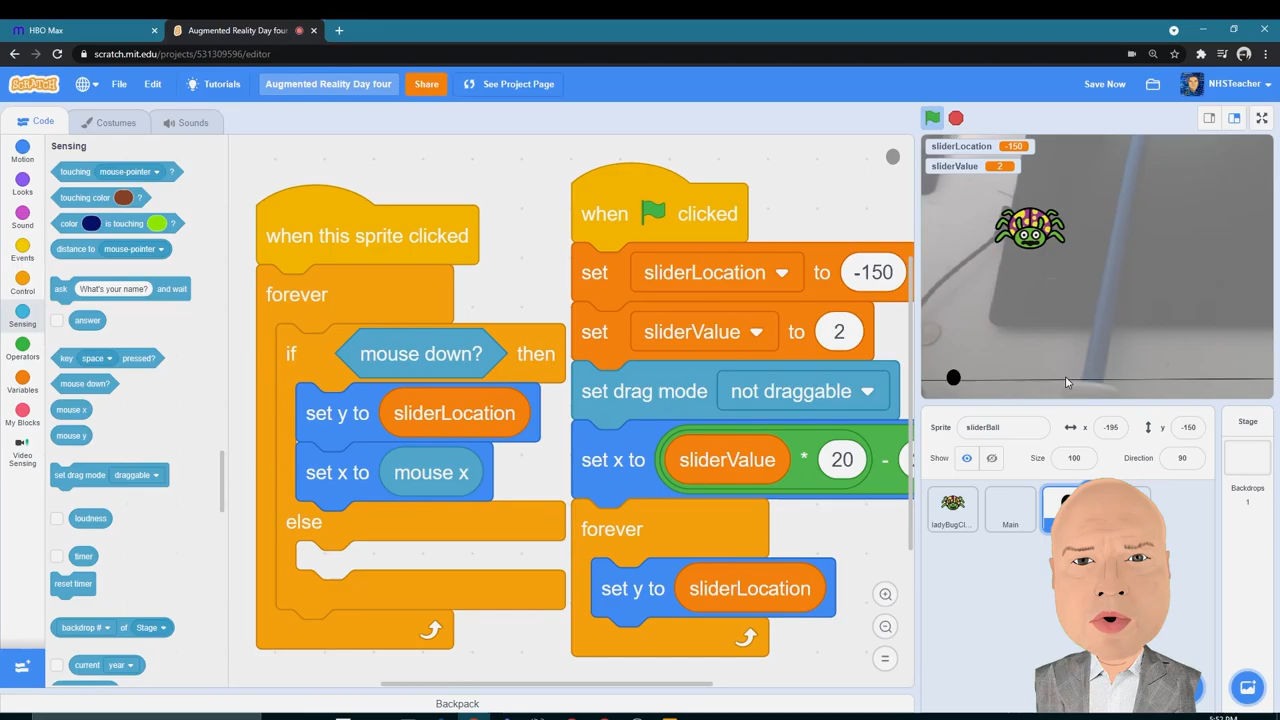 HBO Max
Augmented Reality Day four
scratch.mit.edu/projects/531309596/editor
SCRATCH
File
Edit
Tutorials
Augmented Reality Day four
Share
See Project Page
Save Now
NHSTeacher
Code
Costumes
Sounds
Motion
Looks
Sound
Events
Control
Sensing
Operators
Variables
My Blocks
Video Sensing
Sensing
touching mouse-pointer ?
touching color ?
color is touching ?
distance to mouse-pointer
ask What's your name? and wait
answer
key space pressed?
mouse down?
mouse x
mouse y
set drag mode draggable
loudness
timer
reset timer
backdrop # of Stage
current year
when this sprite clicked
forever
if mouse down? then
set y to sliderLocation
set x to mouse x
else
when clicked
set sliderLocation to -150
set sliderValue to 2
set drag mode not draggable
set x to sliderValue * 20 -
forever
set y to sliderLocation
Backpack
sliderLocation -150
sliderValue 2
Sprite sliderBall x -195 y -150
Show Size 100 Direction 90
ladyBugCl...
Main
Stage
Backdrops
1
5:52 PM